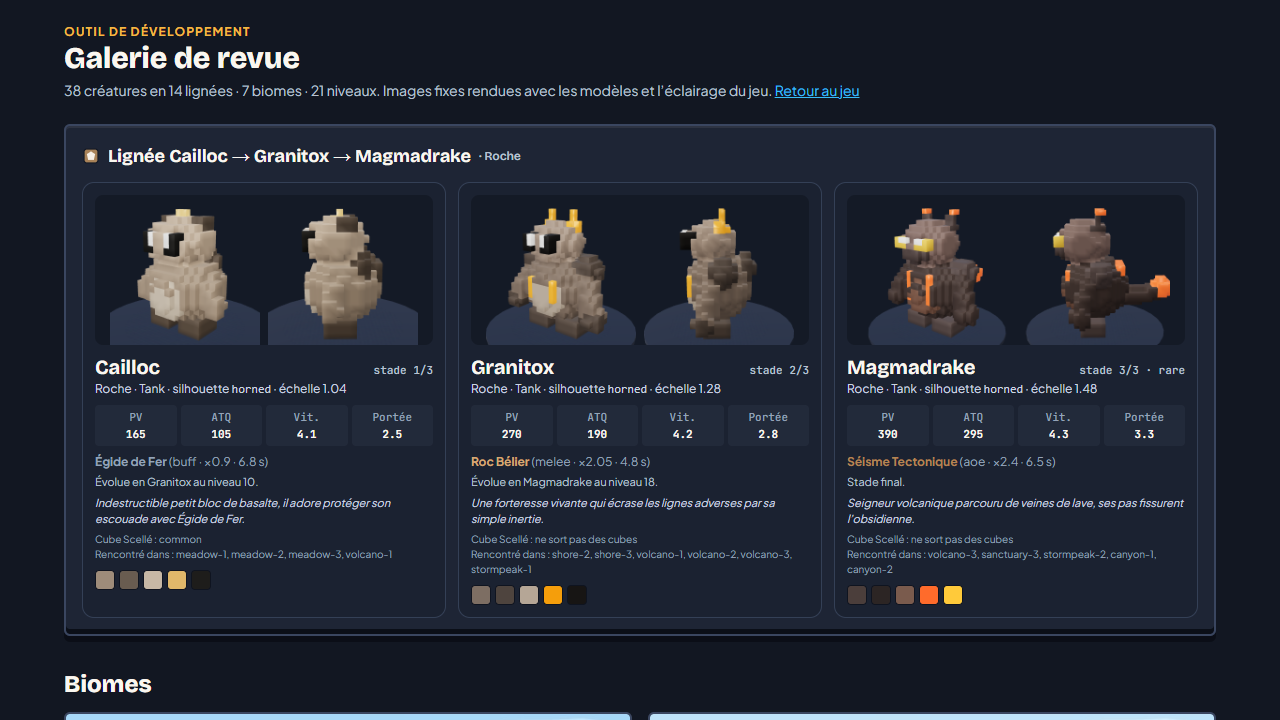 OUTIL DE DÉVELOPPEMENT
Galerie de revue
38 créatures en 14 lignées · 7 biomes · 21 niveaux. Images fixes rendues avec les modèles et l'éclairage du jeu. Retour au jeu
Lignée Cailloc → Granitox → Magmadrake · Roche
Cailloc stade 1/3
Roche · Tank · silhouette horned · échelle 1.04
PV ATQ Vit. Portée
165 105 4.1 2.5
Égide de Fer (buff · ×0.9 · 6.8 s)
Évolue en Granitox au niveau 10.
Indestructible petit bloc de basalte, il adore protéger son
escouade avec Égide de Fer.
Cube Scellé : common
Rencontré dans : meadow-1, meadow-2, meadow-3, volcano-1
Granitox stade 2/3
Roche · Tank · silhouette horned · échelle 1.28
PV ATQ Vit. Portée
270 190 4.2 2.8
Roc Bélier (melee · ×2.05 · 4.8 s)
Évolue en Magmadrake au niveau 18.
Une forteresse vivante qui écrase les lignes adverses par sa
simple inertie.
Cube Scellé : ne sort pas des cubes
Rencontré dans : shore-2, shore-3, volcano-1, volcano-2, volcano-3,
stormpeak-1
Magmadrake stade 3/3 · rare
Roche · Tank · silhouette horned · échelle 1.48
PV ATQ Vit. Portée
390 295 4.3 3.3
Séisme Tectonique (aoe · ×2.4 · 6.5 s)
Stade final.
Seigneur volcanique parcouru de veines de lave, ses pas fissurent
l'obsidienne.
Cube Scellé : ne sort pas des cubes
Rencontré dans : volcano-3, sanctuary-3, stormpeak-2, canyon-1,
canyon-2
Biomes